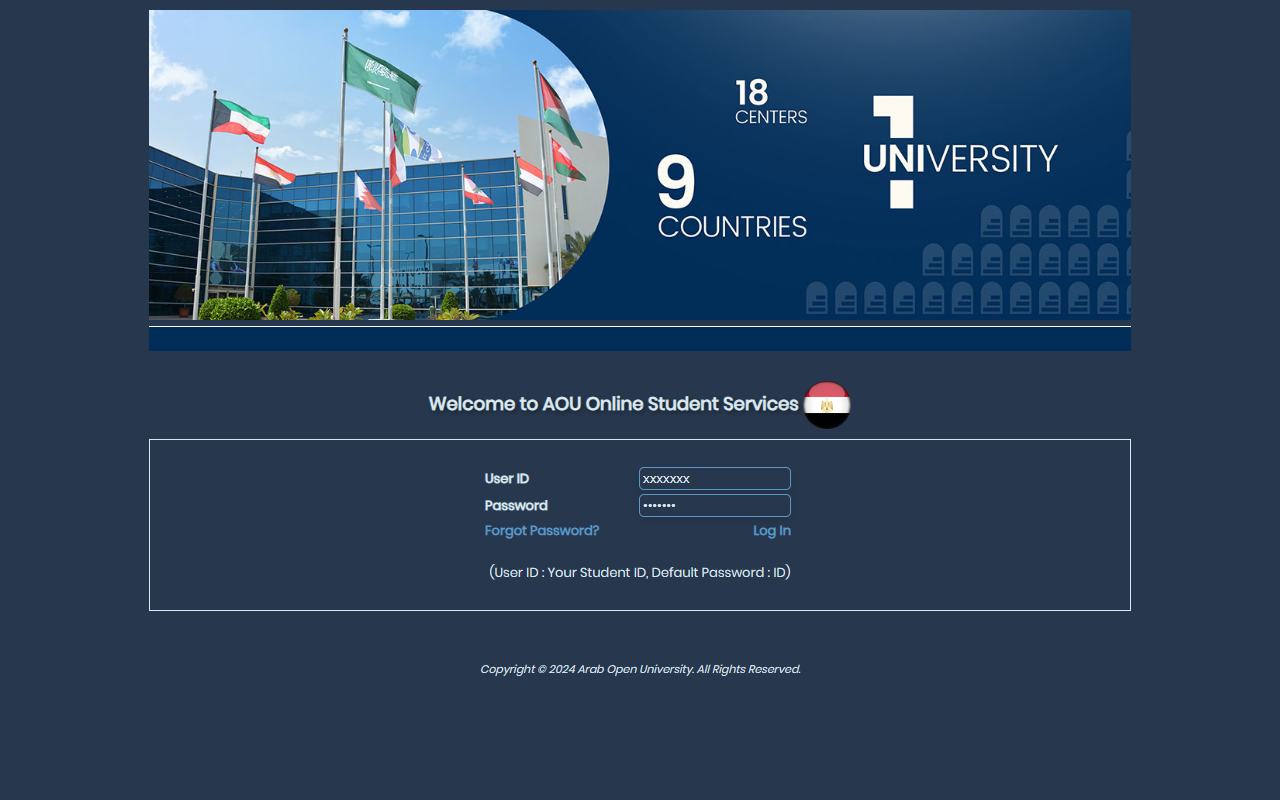 18
CENTERS
9
COUNTRIES
1
UNIVERSITY
Welcome to AOU Online Student Services
User ID xxxxxxx
Password •••••••
Forgot Password? Log In
(User ID : Your Student ID, Default Password : ID)
Copyright © 2024 Arab Open University. All Rights Reserved.